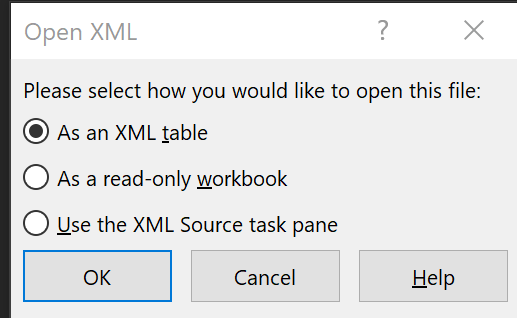 Open XML ? ×
Please select how you would like to open this file:
As an XML table
As a read-only workbook
Use the XML Source task pane
OK Cancel Help